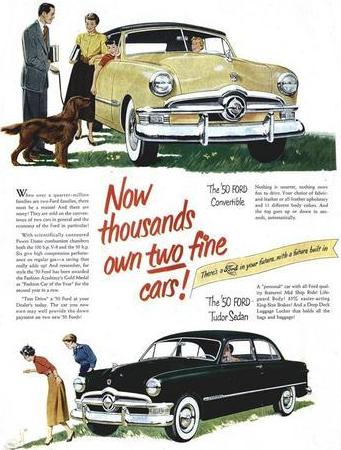 Now
thousands
own two fine
cars!
The '50 FORD
Convertible
When over a quarter-million
families are two-Ford families, there
must be a reason! And there are
many! They are sold on the conven-
ience of two cars in general and the
economy of the Ford in particular!
With scientifically contoured
Power Dome combustion chambers
both the 100 h.p. V-8 and the 95 h.p.
Six give high compression perform-
ance on regular gas—a saving that
really adds up. And remember, for
style the '50 Ford has been awarded
the Fashion Academy's Gold Medal
as "Fashion Car of the Year" for the
second year in a row.
"Test Drive" a '50 Ford at your
Dealer's today. The car you now
own may well provide the down
payment on two new '50 Fords!
Nothing is smarter, nothing more
fun to drive. Your choice of fabric-
and leather or all leather upholstery
and 11 different body colors. And
the top goes up or down in sec-
onds, automatically.
There's a Ford in your future, with a future built in
The '50 FORD
Tudor Sedan
A "personal" car with all Ford qual-
ity features! Mid Ship Ride! Life-
guard Body! 35% easier-acting
King-Size Brakes! And a Deep Deck
Luggage Locker that holds all the
bags and baggage!